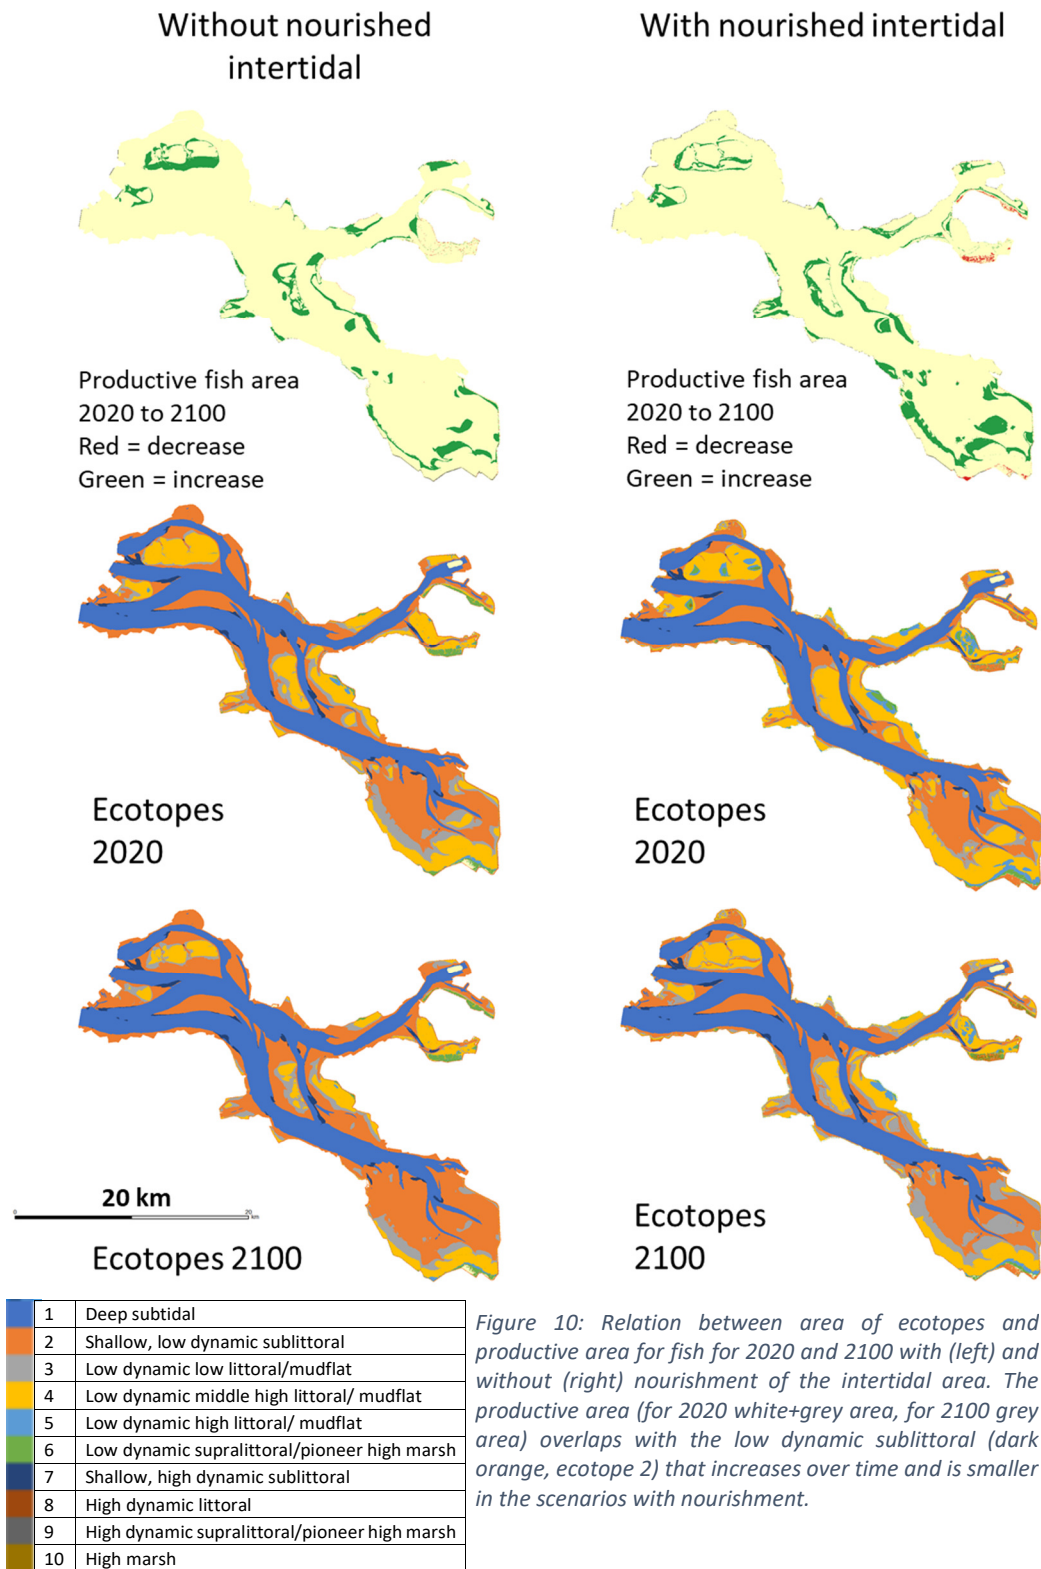 Without nourished
intertidal
With nourished intertidal
Productive fish area
2020 to 2100
Red = decrease
Green = increase
Productive fish area
2020 to 2100
Red = decrease
Green = increase
Ecotopes
2020
Ecotopes
2020
20 km
0
20
km
Ecotopes 2100
Ecotopes
2100
1 Deep subtidal
2 Shallow, low dynamic sublittoral
3 Low dynamic low littoral/mudflat
4 Low dynamic middle high littoral/ mudflat
5 Low dynamic high littoral/ mudflat
6 Low dynamic supralittoral/pioneer high marsh
7 Shallow, high dynamic sublittoral
8 High dynamic littoral
9 High dynamic supralittoral/pioneer high marsh
10 High marsh
Figure 10: Relation between area of ecotopes and
productive area for fish for 2020 and 2100 with (left) and
without (right) nourishment of the intertidal area. The
productive area (for 2020 white+grey area, for 2100 grey
area) overlaps with the low dynamic sublittoral (dark
orange, ecotope 2) that increases over time and is smaller
in the scenarios with nourishment.